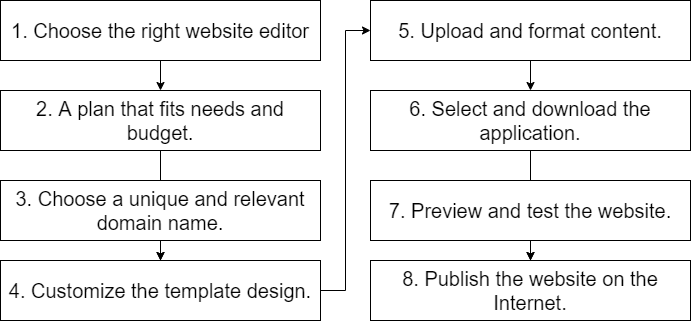 1. Choose the right website editor
2. A plan that fits needs and
budget.
3. Choose a unique and relevant
domain name.
4. Customize the template design.
5. Upload and format content.
6. Select and download the
application.
7. Preview and test the website.
8. Publish the website on the
Internet.